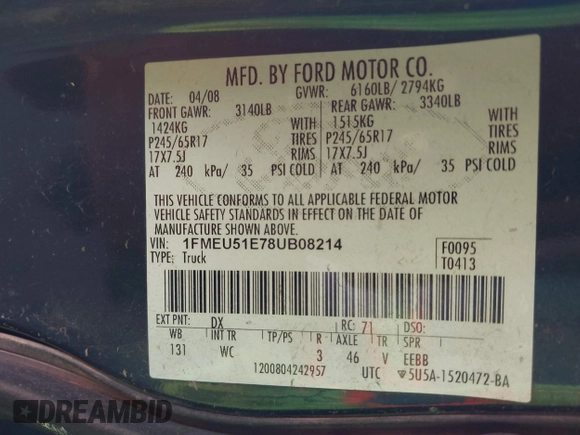 MFD. BY FORD MOTOR CO.
DATE: 04/08 GVWR: 6160LB/ 2794KG
FRONT GAWR: 3140LB REAR GAWR: 3340LB
1424KG WITH 1515KG WITH
P245/65R17 TIRES P245/65R17 TIRES
17X7.5J RIMS 17X7.5J RIMS
AT 240 kPa/ 35 PSI COLD AT 240 kPa/ 35 PSI COLD
THIS VEHICLE CONFORMS TO ALL APPLICABLE FEDERAL MOTOR
VEHICLE SAFETY STANDARDS IN EFFECT ON THE DATE OF
MANUFACTURE SHOWN ABOVE.
VIN: 1FMEU51E78UB08214 F0095
TYPE: Truck T0413
EXT PNT: DX RC: 71 DSO:
WB INT TR TP/PS R AXLE TR SPR
131 WC 3 46 V EEBB
1200804242957 UTC 5U5A-1520472-BA
DREAMBID